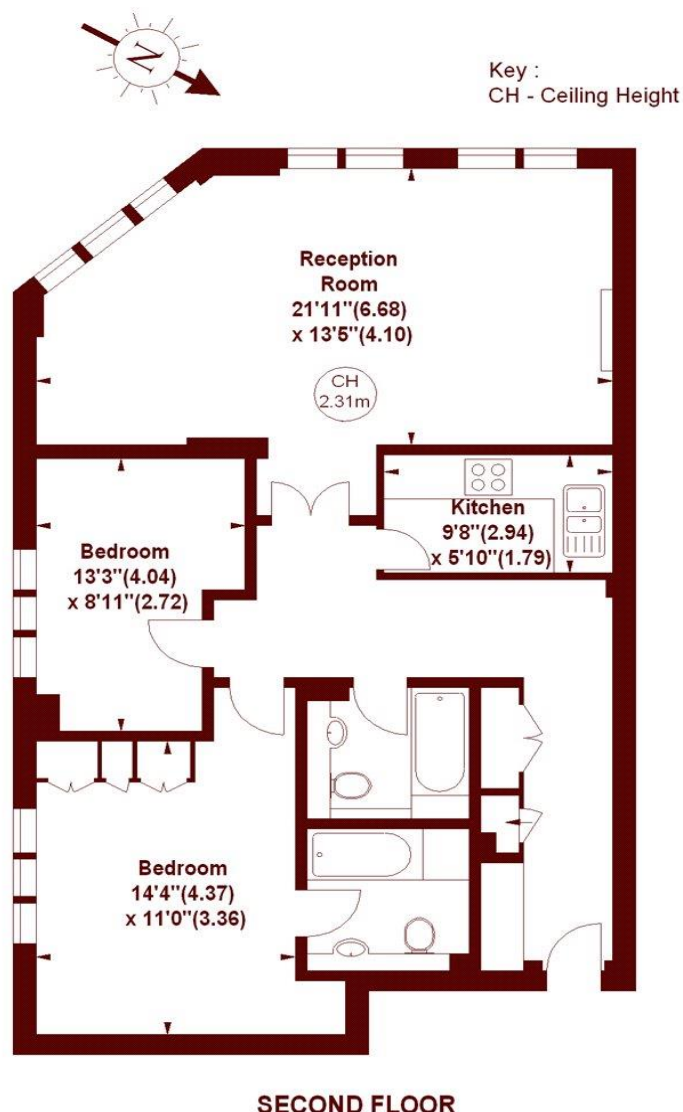 N
Key :
CH - Ceiling Height
Reception
Room
21'11"(6.68)
x 13'5"(4.10)
CH
2.31m
Kitchen
9'8"(2.94)
x 5'10"(1.79)
Bedroom
13'3"(4.04)
x 8'11"(2.72)
Bedroom
14'4"(4.37)
x 11'0"(3.36)
SECOND FLOOR